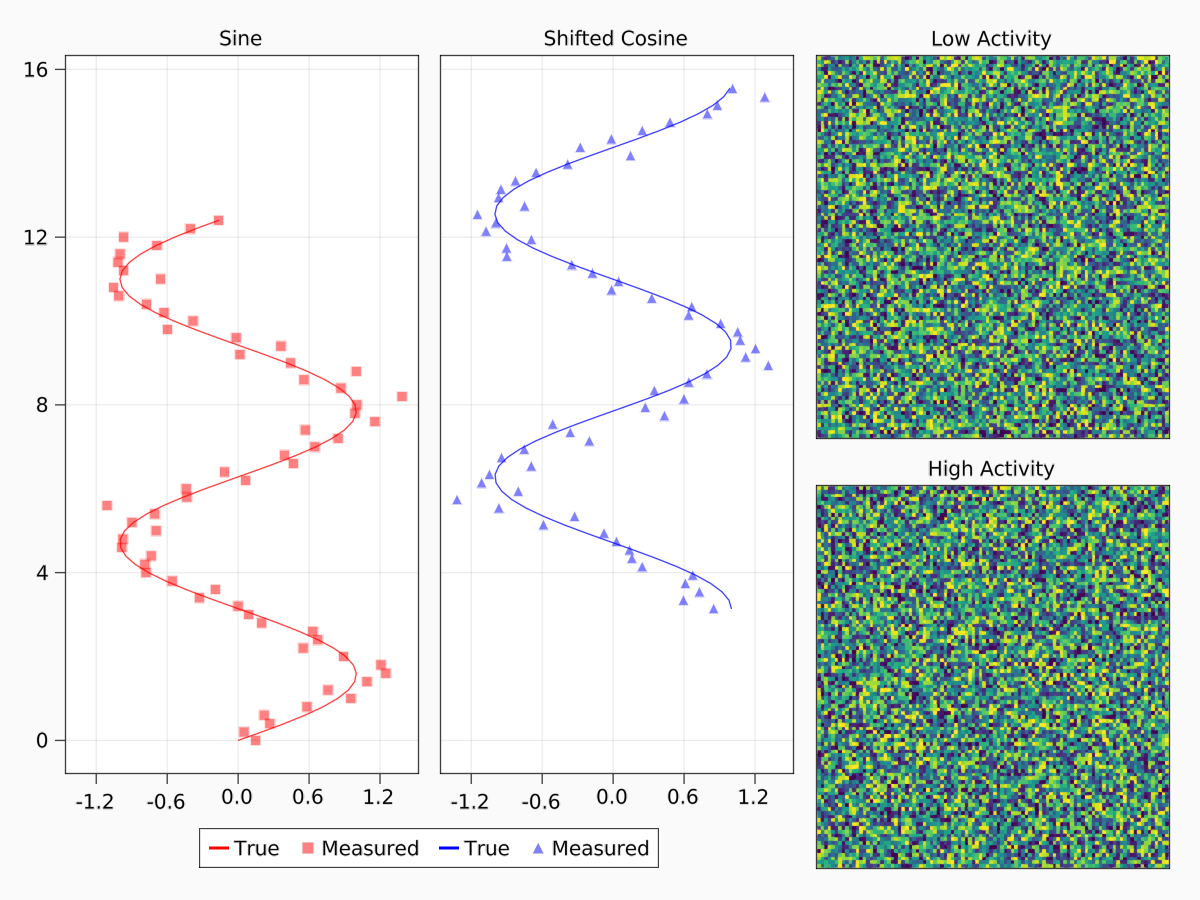 Sine
Shifted Cosine
Low Activity
16
12
8
4
0
High Activity
-1.2 -0.6 0.0 0.6 1.2
-1.2 -0.6 0.0 0.6 1.2
True Measured True Measured